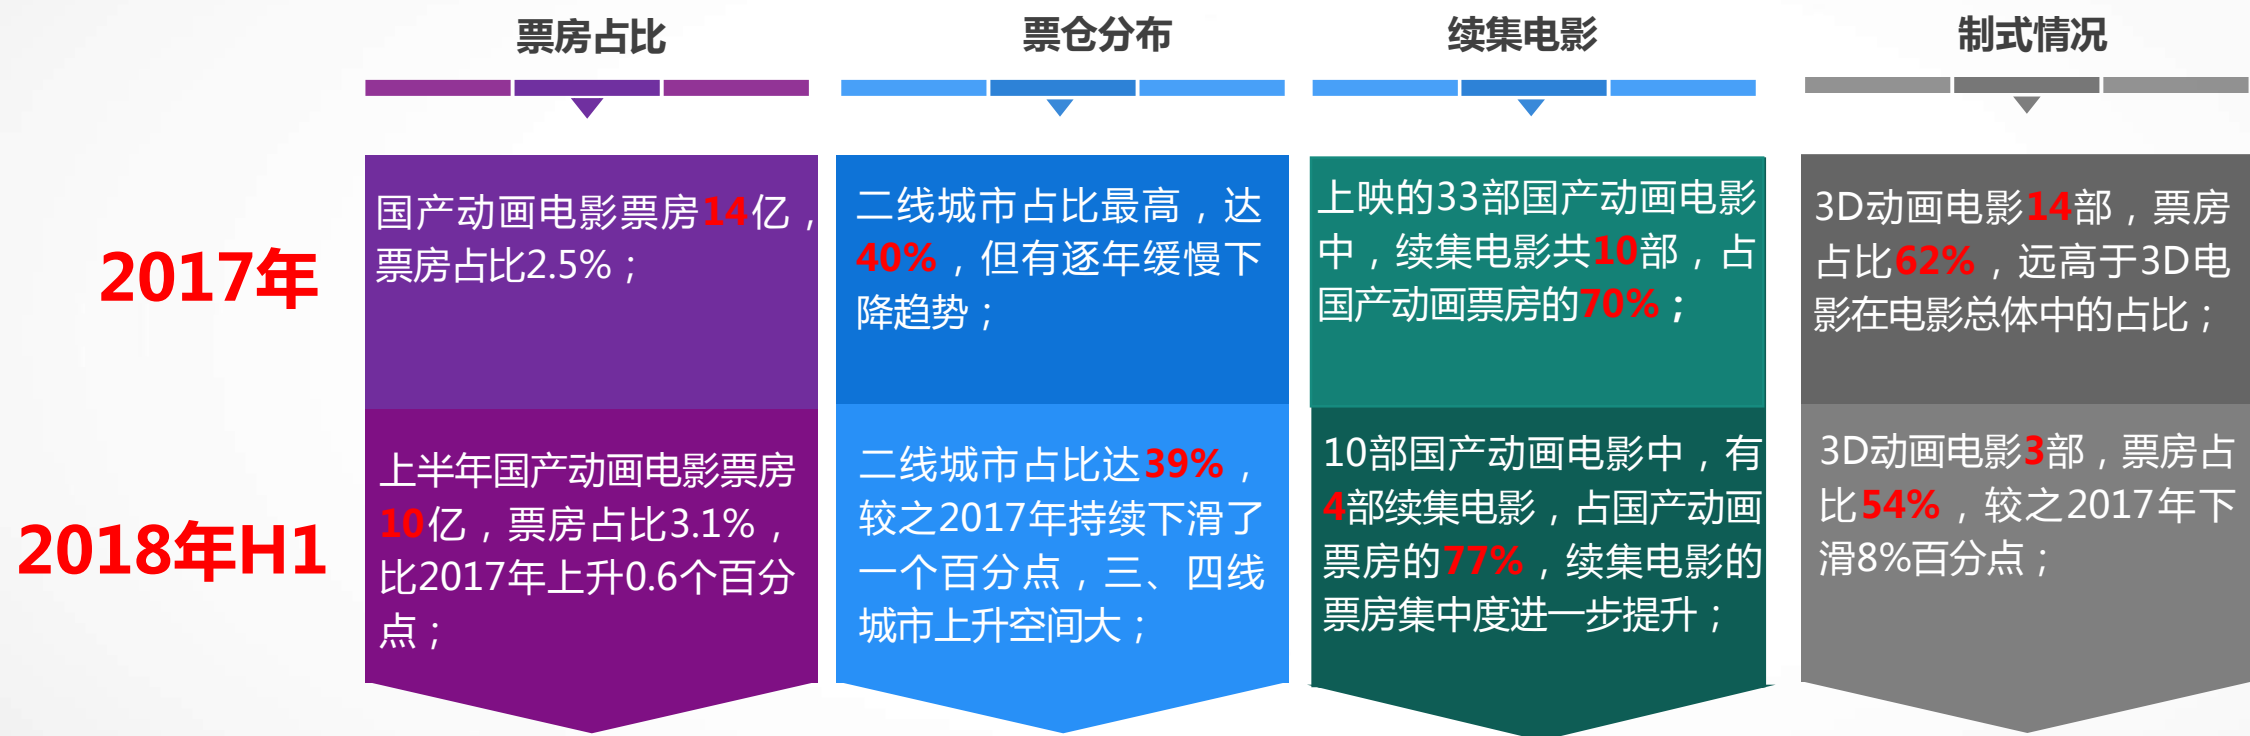 票房占比
票仓分布
续集电影
制式情况
2017年
国产动画电影票房14亿，
票房占比2.5%；
二线城市占比最高，达
40%，但有逐年缓慢下
降趋势；
上映的33部国产动画电影
中，续集电影共10部，占
国产动画票房的70%；
3D动画电影14部，票房
占比62%，远高于3D电
影在电影总体中的占比；
2018年H1
上半年国产动画电影票房
10亿，票房占比3.1%，
比2017年上升0.6个百分
点；
二线城市占比达39%，
较之2017年持续下滑了
一个百分点，三、四线
城市上升空间大；
10部国产动画电影中，有
4部续集电影，占国产动画
票房的77%，续集电影的
票房集中度进一步提升；
3D动画电影3部，票房占
比54%，较之2017年下
滑8%百分点；